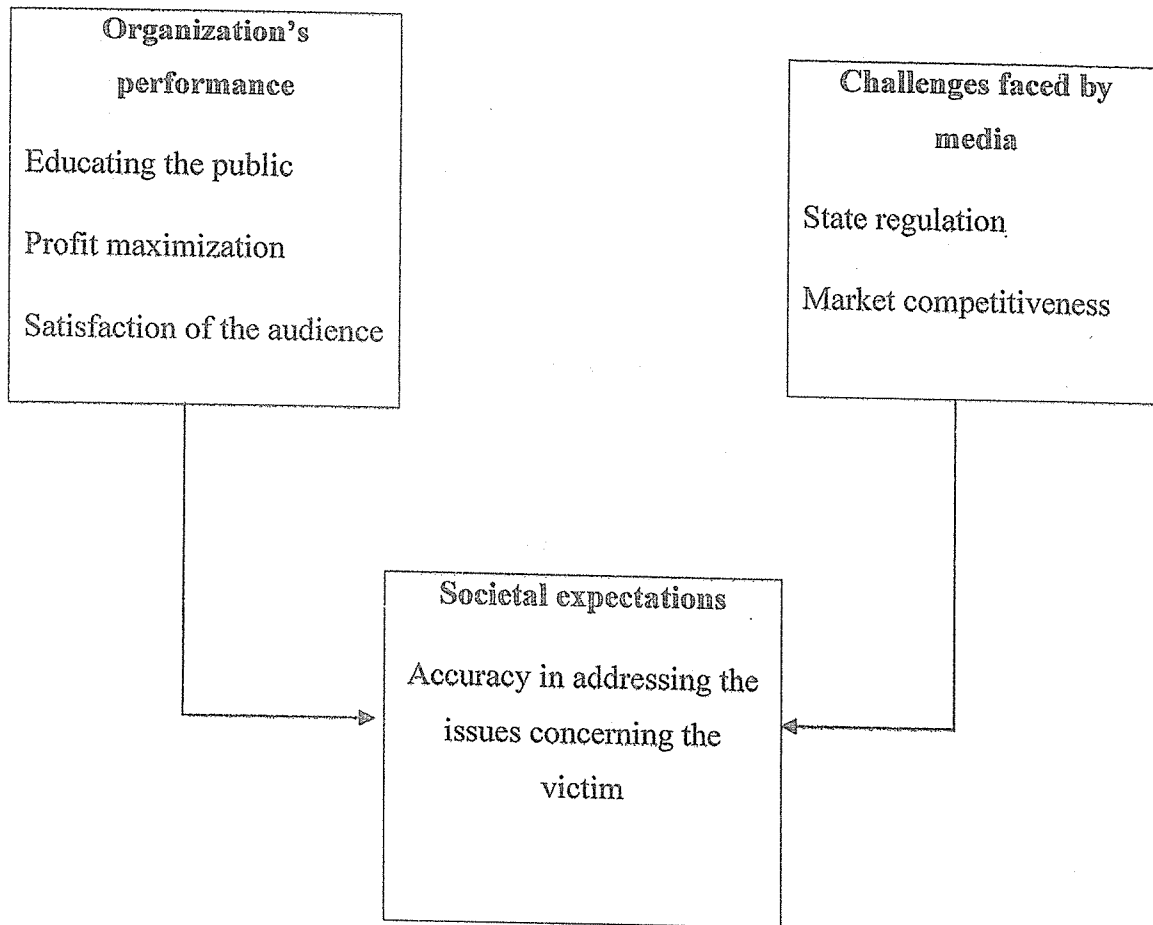 Organization’s
performance
Educating the public
Profit maximization
Satisfaction of the audience
Challenges faced by
media
State regulation
Market competitiveness
Societal expectations
Accuracy in addressing the
issues concerning the
victim